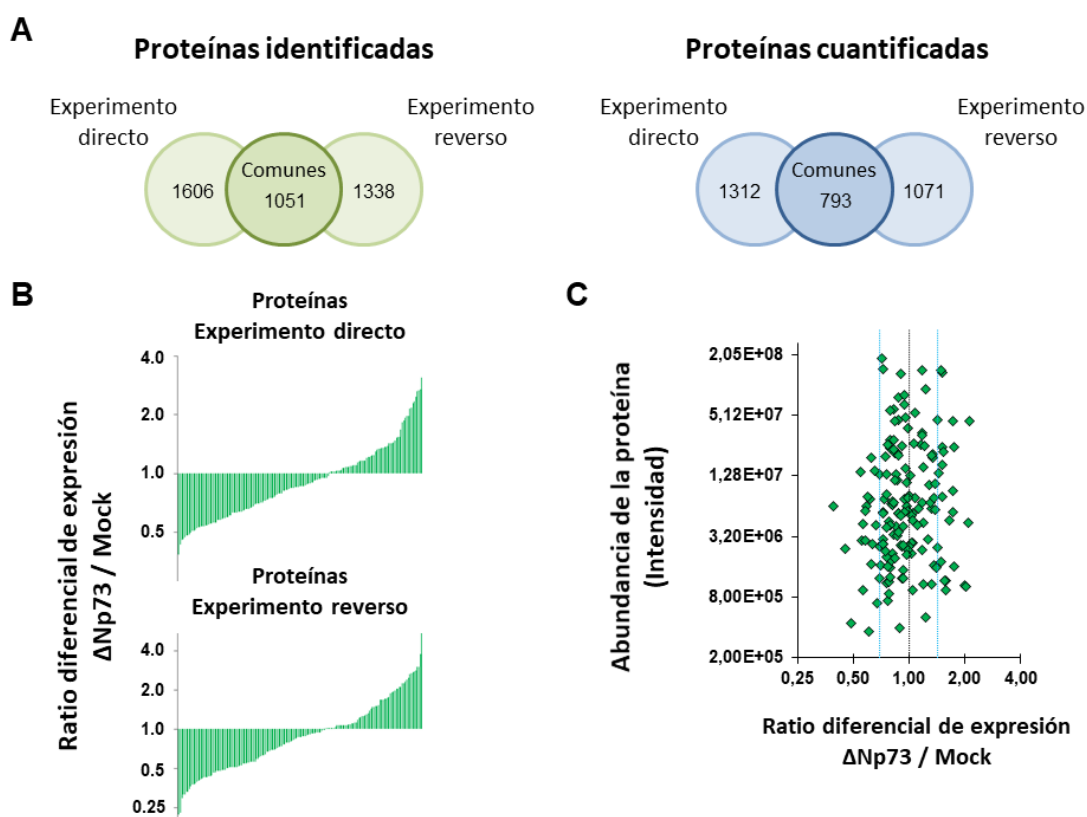 A
Proteínas identificadas
Experimento
directo
Experimento
reverso
Comunes
1606
1051
1338
Proteínas cuantificadas
Experimento
directo
Experimento
reverso
Comunes
1312
793
1071
B
Ratio diferencial de expresión
ΔNp73 / Mock
Proteínas
Experimento directo
4.0
2.0
1.0
0.5
Proteínas
Experimento reverso
4.0
2.0
1.0
0.5
0.25
C
Abundancia de la proteína
(Intensidad)
2,05E+08
5,12E+07
1,28E+07
3,20E+06
8,00E+05
2,00E+05
0,25
0,50
1,00
2,00
4,00
Ratio diferencial de expresión
ΔNp73 / Mock